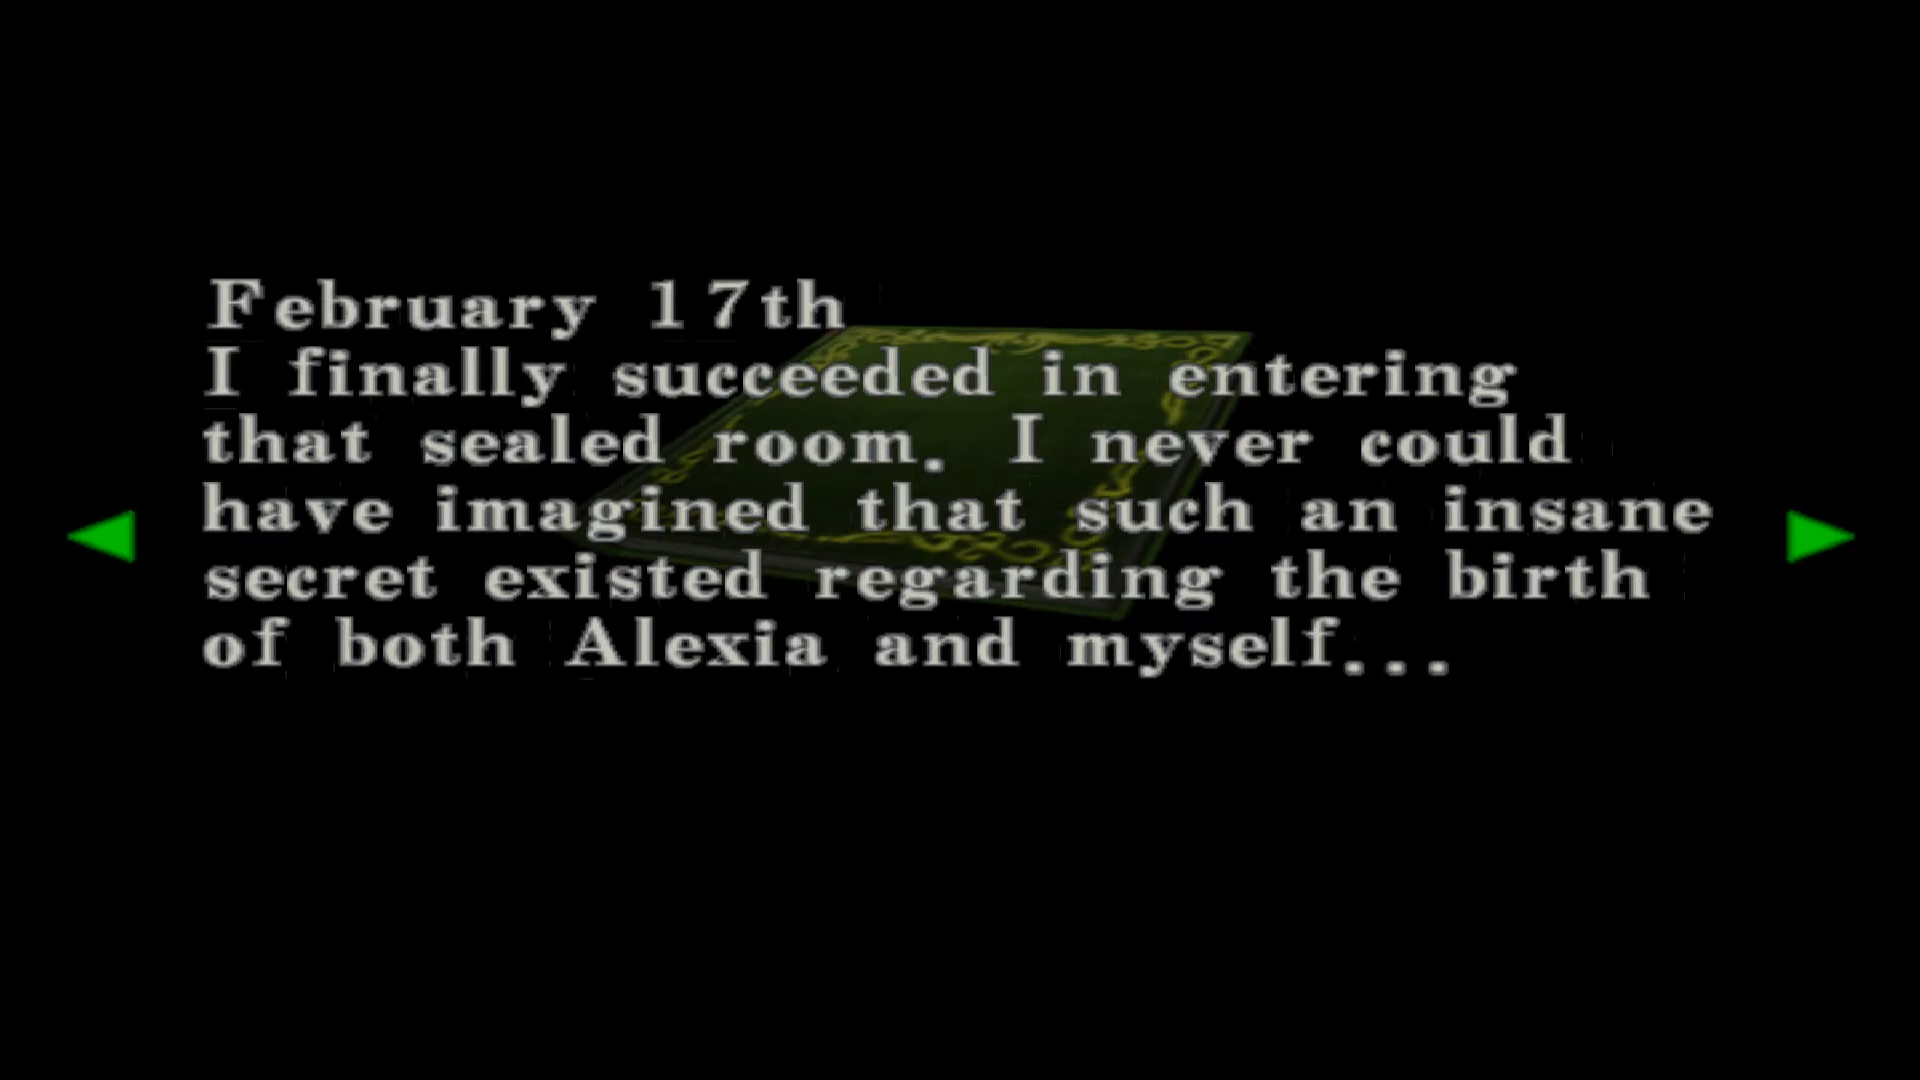 February 17th
I finally succeeded in entering
that sealed room. I never could
have imagined that such an insane
secret existed regarding the birth
of both Alexia and myself...